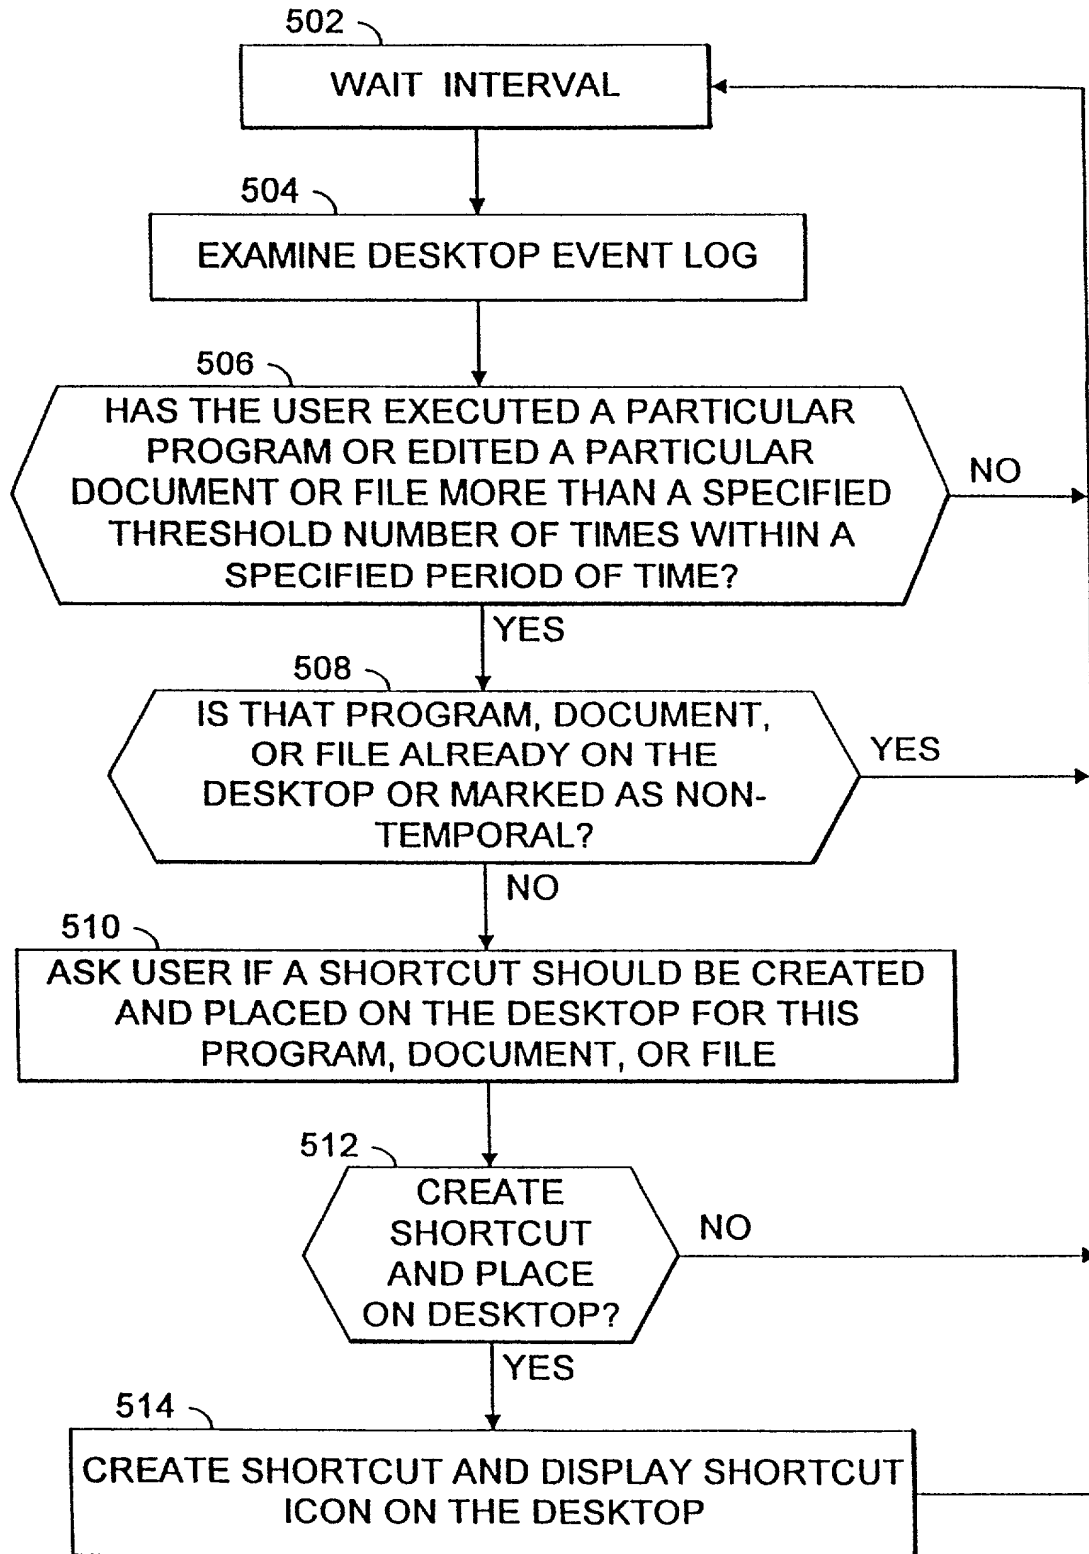 502
WAIT INTERVAL
504
EXAMINE DESKTOP EVENT LOG
506
HAS THE USER EXECUTED A PARTICULAR
PROGRAM OR EDITED A PARTICULAR
DOCUMENT OR FILE MORE THAN A SPECIFIED
THRESHOLD NUMBER OF TIMES WITHIN A
SPECIFIED PERIOD OF TIME?
NO
YES
508
IS THAT PROGRAM, DOCUMENT,
OR FILE ALREADY ON THE
DESKTOP OR MARKED AS NON-
TEMPORAL?
YES
NO
510
ASK USER IF A SHORTCUT SHOULD BE CREATED
AND PLACED ON THE DESKTOP FOR THIS
PROGRAM, DOCUMENT, OR FILE
512
CREATE
SHORTCUT
AND PLACE
ON DESKTOP?
NO
YES
514
CREATE SHORTCUT AND DISPLAY SHORTCUT
ICON ON THE DESKTOP